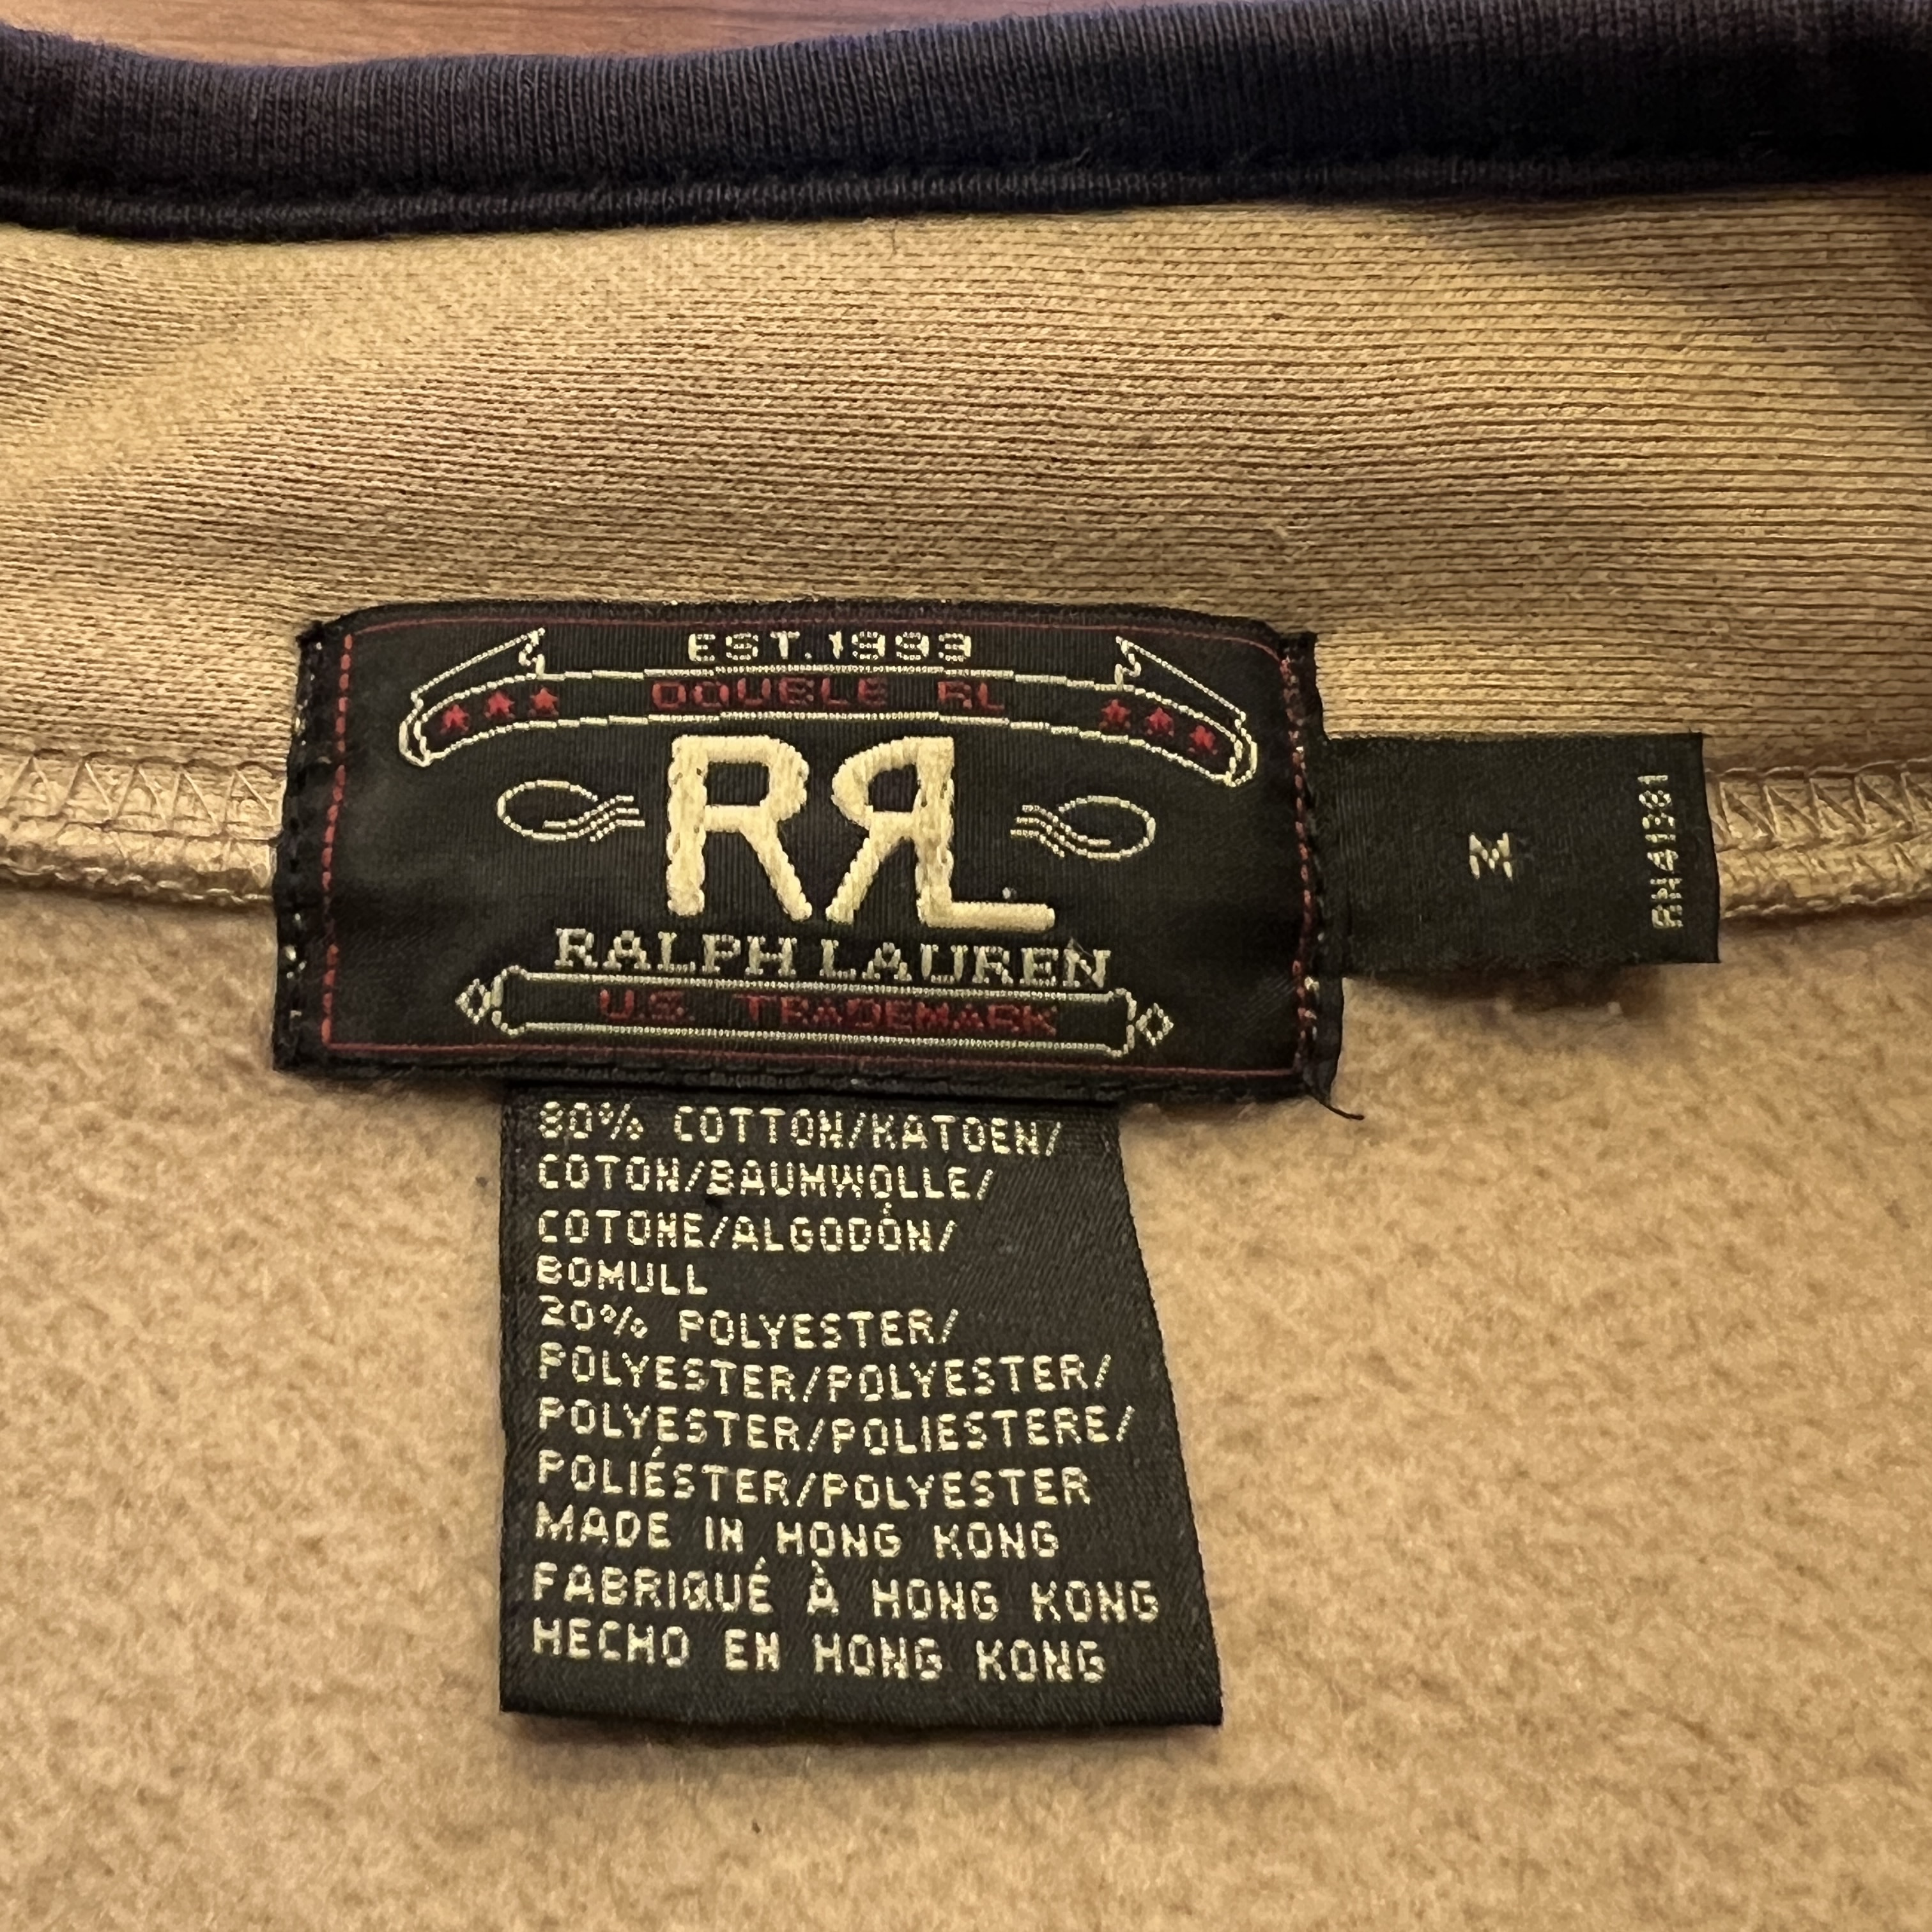 EST.1993
DOUBLE RL
RRL
RALPH LAUREN
U.S. TRADEMARK
M
RN41381
80% COTTON/KATOEN/
COTON/BAUMWOLLE/
COTONE/ALGODÓN/
BOMULL
20% POLYESTER/
POLYESTER/POLYESTER/
POLYESTER/POLIESTERE/
POLIÉSTER/POLYESTER
MADE IN HONG KONG
FABRIQUÉ À HONG KONG
HECHO EN HONG KONG